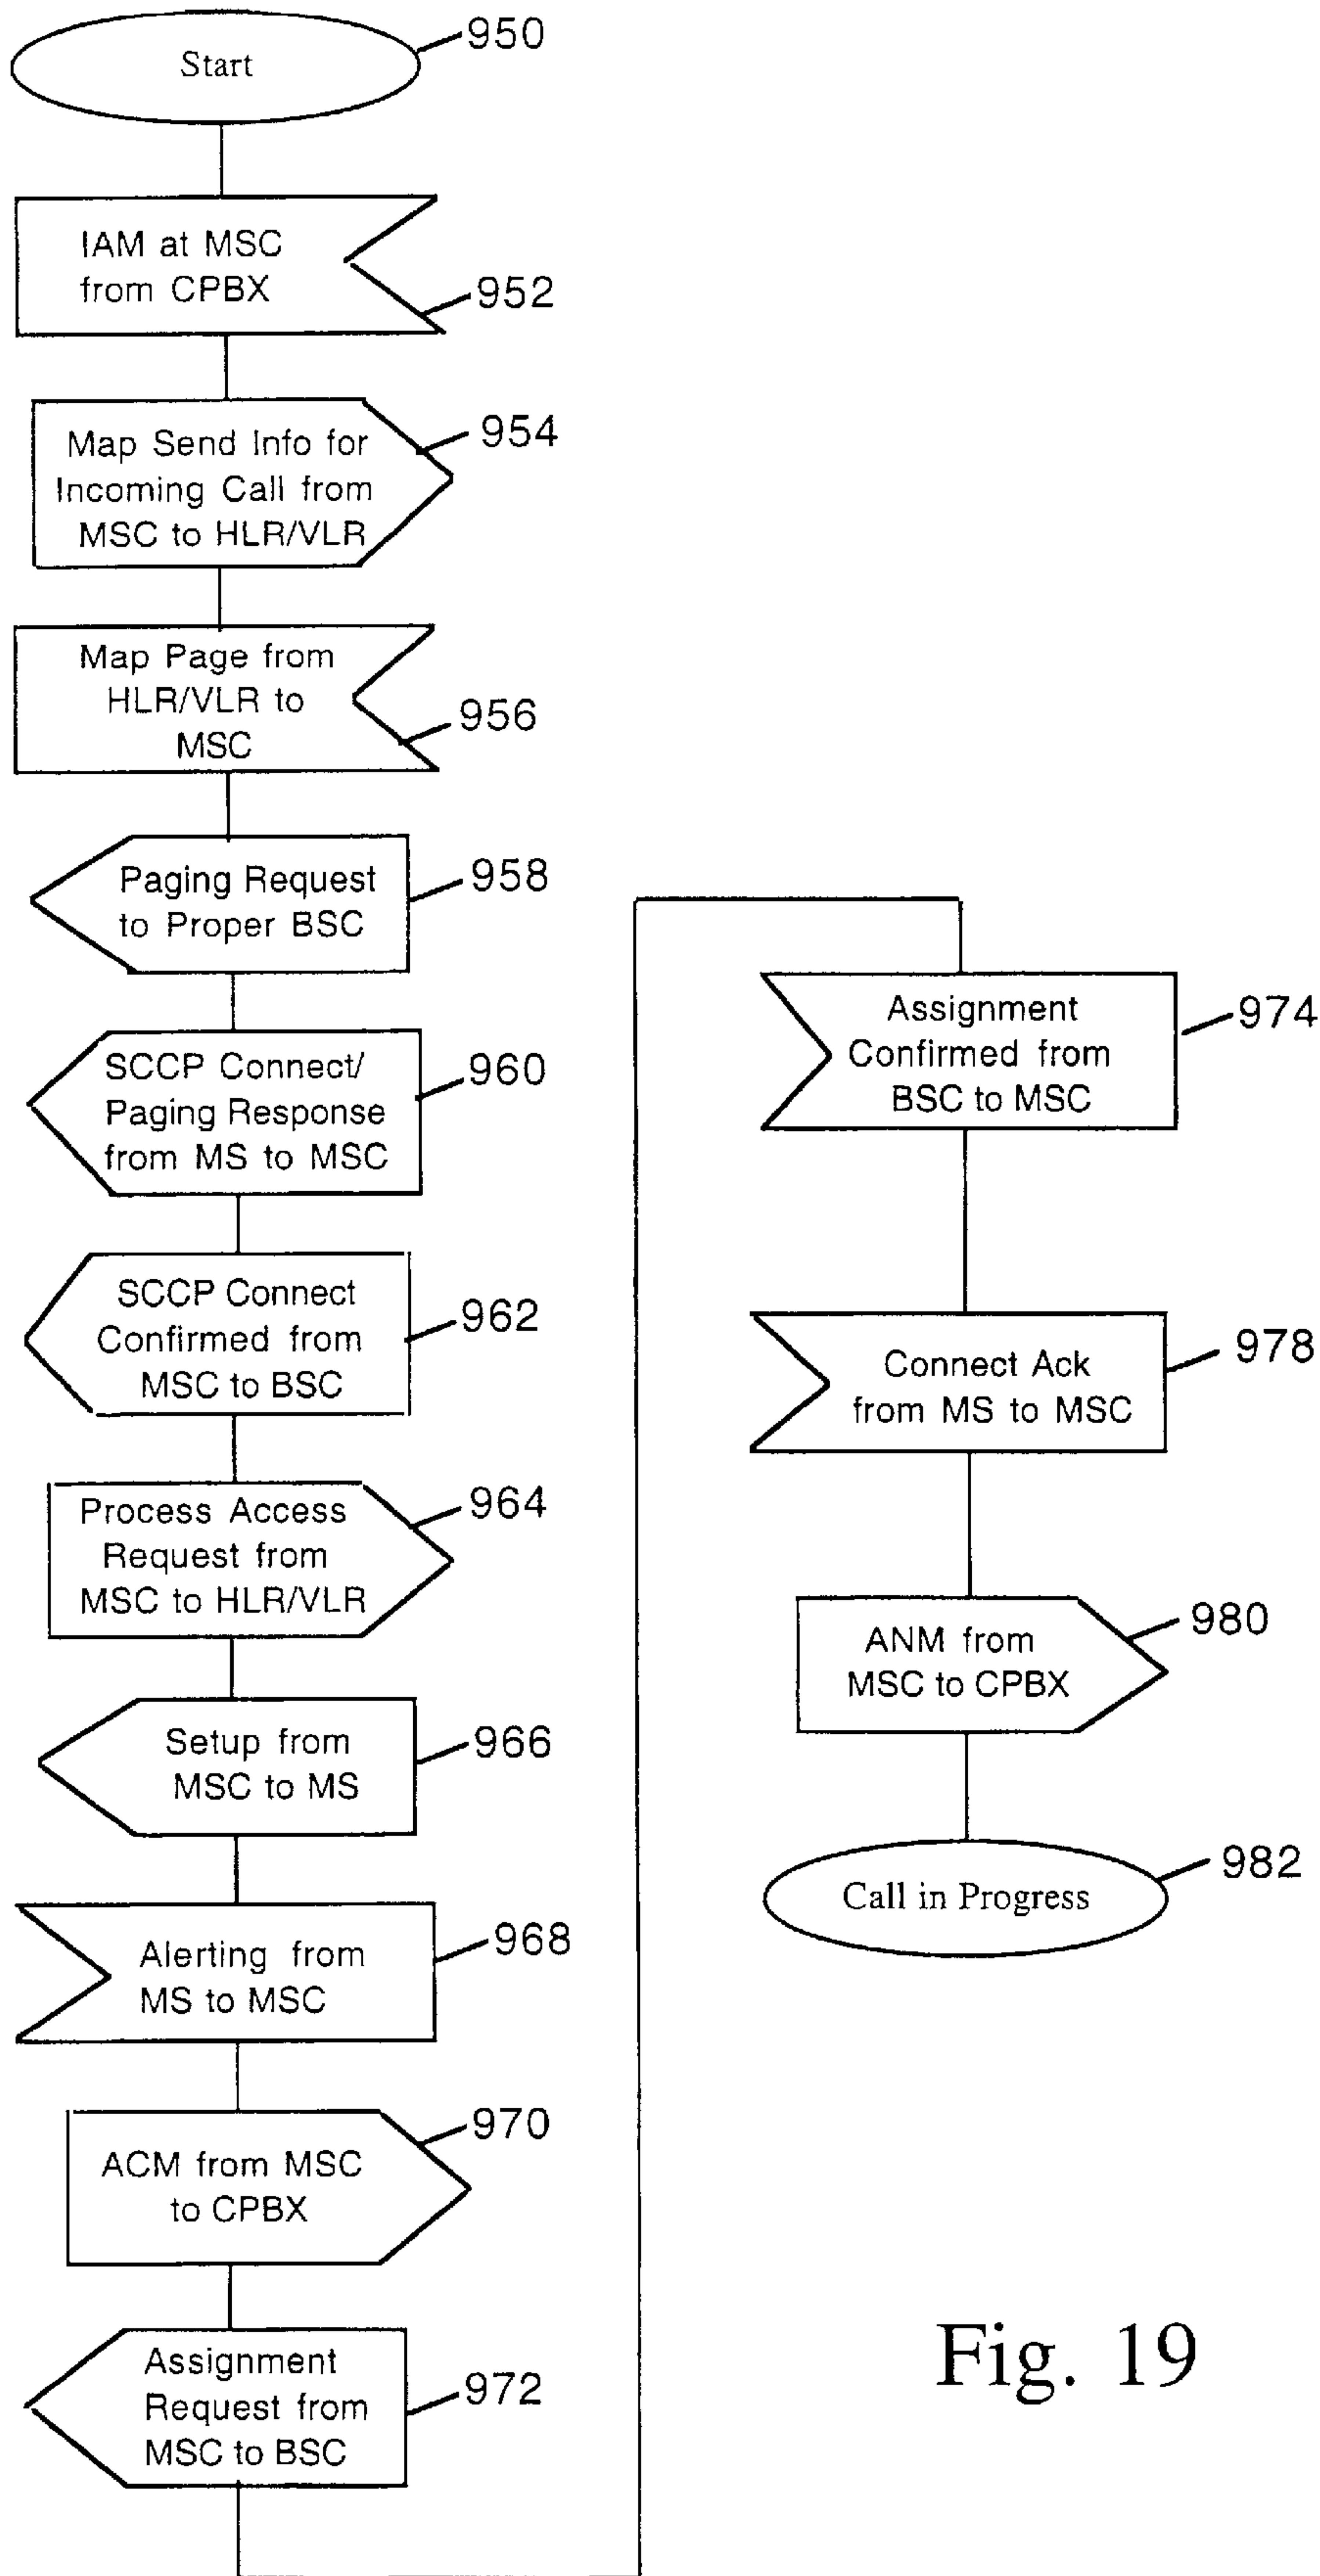 Start
950
IAM at MSC
from CPBX
952
Map Send Info for
Incoming Call from
MSC to HLR/VLR
954
Map Page from
HLR/VLR to
MSC
956
Paging Request
to Proper BSC
958
SCCP Connect/
Paging Response
from MS to MSC
960
SCCP Connect
Confirmed from
MSC to BSC
962
Process Access
Request from
MSC to HLR/VLR
964
Setup from
MSC to MS
966
Alerting from
MS to MSC
968
ACM from MSC
to CPBX
970
Assignment
Request from
MSC to BSC
972
Assignment
Confirmed from
BSC to MSC
974
Connect Ack
from MS to MSC
978
ANM from
MSC to CPBX
980
Call in Progress
982
Fig. 19